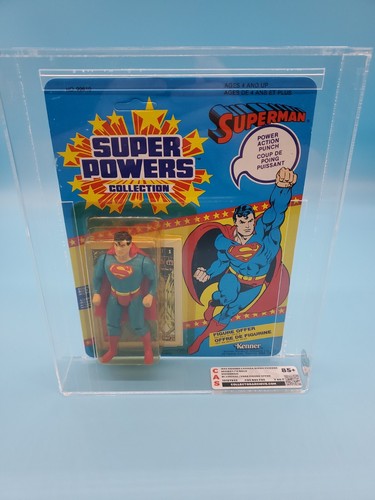 AGES 4 AND UP
AGES DE 4 ANS ET PLUS
SUPERMAN
SUPER
POWERS
COLLECTION
POWER
ACTION
PUNCH
COUP DE
POING
PUISSANT
FIGURE OFFER
OFFRE DE FIGURINE
Kenner
CAS
85+